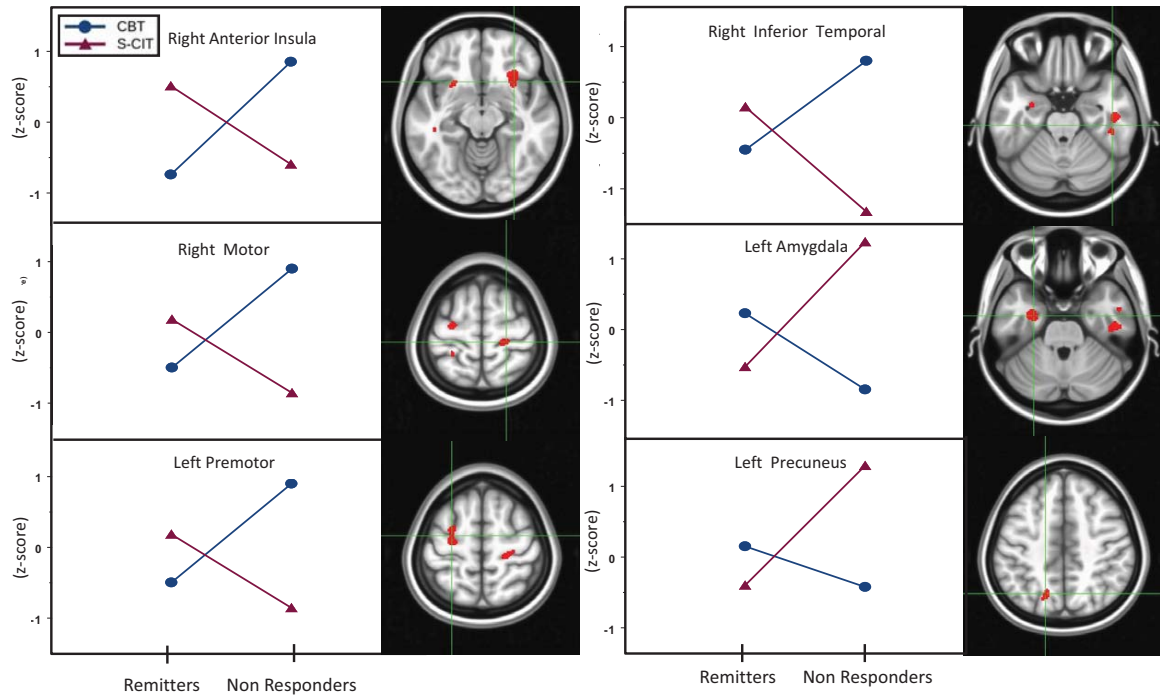 CBT
S-CIT
Right Anterior Insula
1
0
-1
(z-score)
Right Motor
1
0
-1
(z-score)
Left Premotor
1
0
-1
(z-score)
Remitters Non Responders
Right Inferior Temporal
1
0
-1
(z-score)
Left Amygdala
1
0
-1
(z-score)
Left Precuneus
1
0
-1
(z-score)
Remitters Non Responders